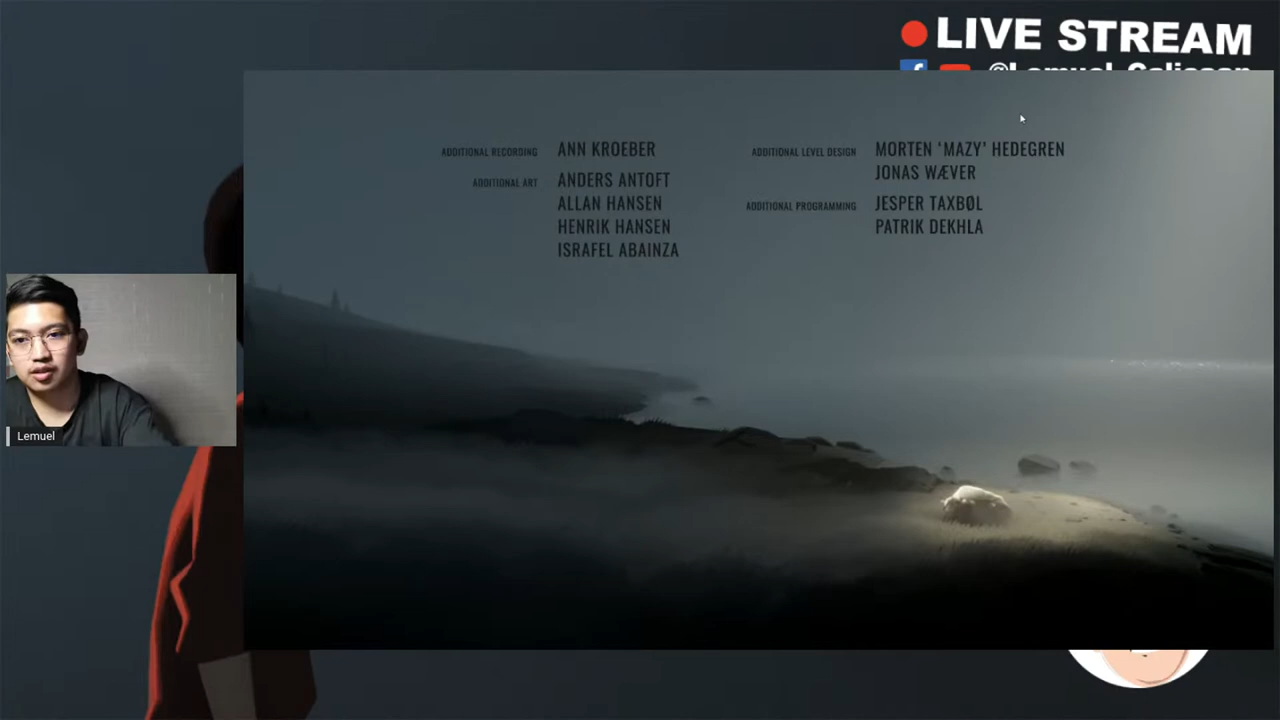 LIVE STREAM
ADDITIONAL RECORDING ANN KROEBER
ADDITIONAL ART ANDERS ANTOFT
ALLAN HANSEN
HENRIK HANSEN
ISRAFEL ABAINZA
ADDITIONAL LEVEL DESIGN MORTEN ‘MAZY’ HEDEGREN
JONAS WÆVER
ADDITIONAL PROGRAMMING JESPER TAXBØL
PATRIK DEKHLA
Lemuel